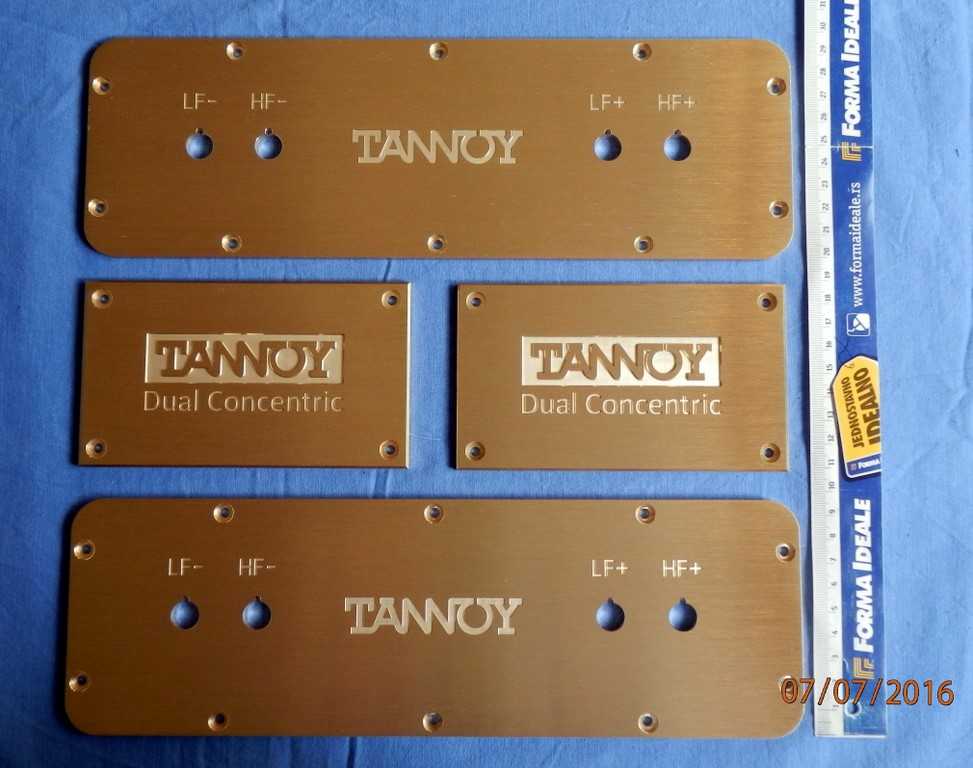 LF- HF- LF+ HF+
TANNOY
TANNOY
Dual Concentric
TANNOY
Dual Concentric
LF- HF- LF+ HF+
TANNOY
FORMA IDEALE
www.formaideale.rs
JEDNOSTAVNO
IDEALNO
FORMA
FORMA IDEALE
07/07/2016